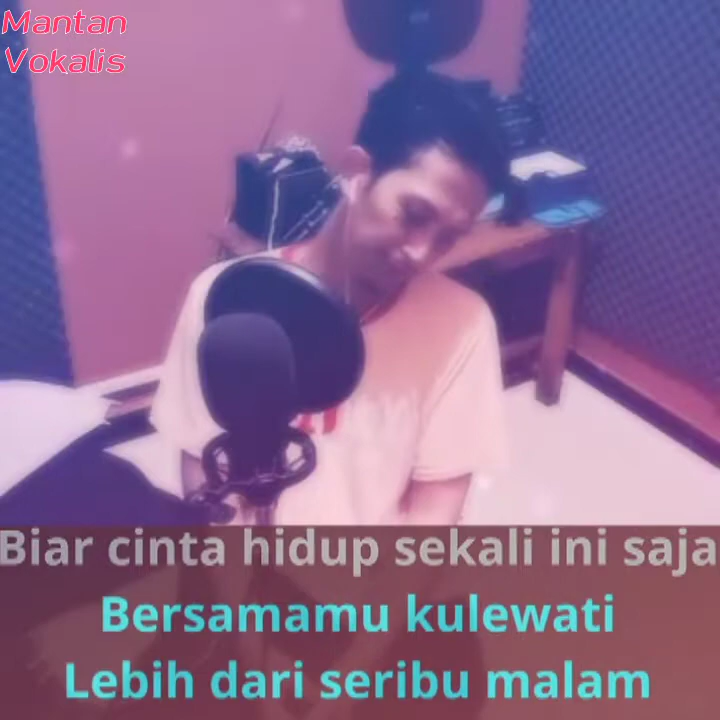 Mantan
Vokalis
Biar cinta hidup sekali ini saja
Bersamamu kulewati
Lebih dari seribu malam